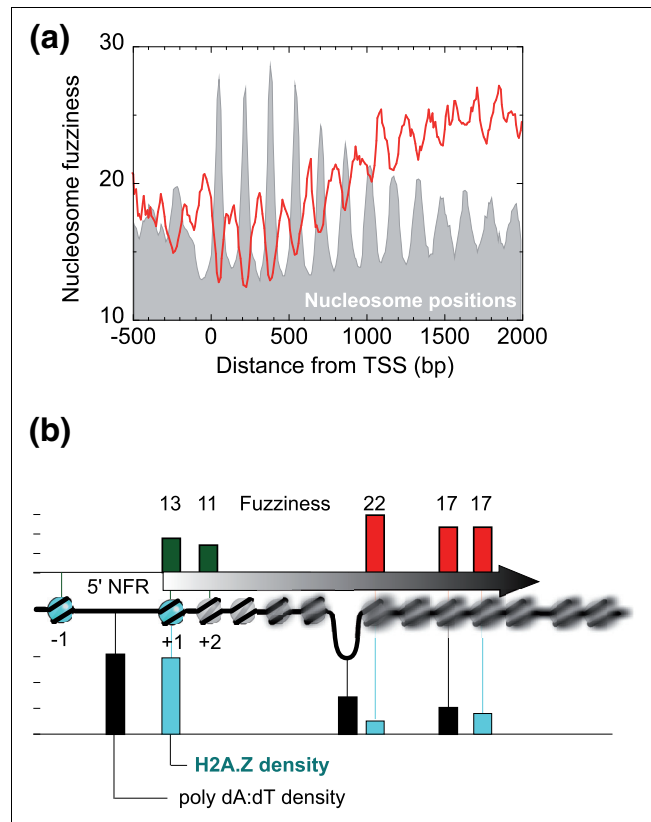 (a)
30
20
10
Nucleosome fuzziness
Nucleosome positions
-500 0 500 1000 1500 2000
Distance from TSS (bp)
(b)
13 11 Fuzziness 22 17 17
5' NFR
-1 +1 +2
H2A.Z density
poly dA:dT density